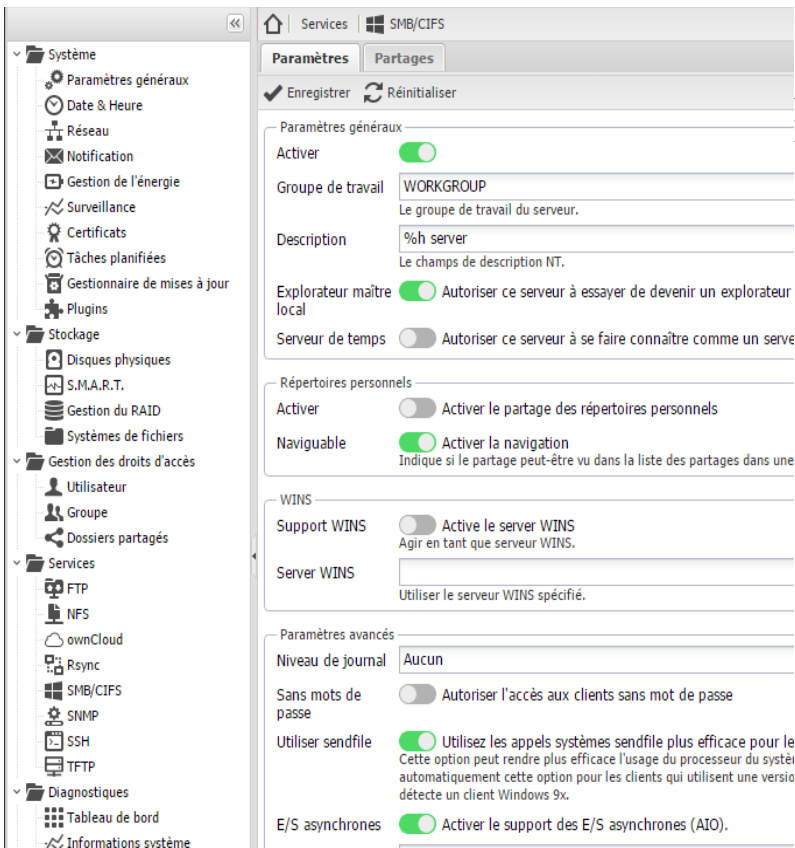 Système
Paramètres généraux
Date & Heure
Réseau
Notification
Gestion de l'énergie
Surveillance
Certificats
Tâches planifiées
Gestionnaire de mises à jour
Plugins
Stockage
Disques physiques
S.M.A.R.T.
Gestion du RAID
Systèmes de fichiers
Gestion des droits d'accès
Utilisateur
Groupe
Dossiers partagés
Services
FTP
NFS
ownCloud
Rsync
SMB/CIFS
SNMP
SSH
TFTP
Diagnostiques
Tableau de bord
Informations système
Services SMB/CIFS
Paramètres Partages
Enregistrer Réinitialiser
Paramètres généraux
Activer
Groupe de travail WORKGROUP
Le groupe de travail du serveur.
Description %h server
Le champs de description NT.
Explorateur maître Autoriser ce serveur à essayer de devenir un explorateur
local
Serveur de temps Autoriser ce serveur à se faire connaître comme un serve
Répertoires personnels
Activer Activer le partage des répertoires personnels
Naviguable Activer la navigation
Indique si le partage peut-être vu dans la liste des partages dans une
WINS
Support WINS Active le server WINS
Agir en tant que serveur WINS.
Server WINS
Utiliser le serveur WINS spécifié.
Paramètres avancés
Niveau de journal Aucun
Sans mots de Autoriser l'accès aux clients sans mot de passe
passe
Utiliser sendfile Utilisez les appels systèmes sendfile plus efficace pour le
Cette option peut rendre plus efficace l'usage du processeur du systè
automatiquement cette option pour les clients qui utilisent une versio
détecte un client Windows 9x.
E/S asynchrones Activer le support des E/S asynchrones (AIO).